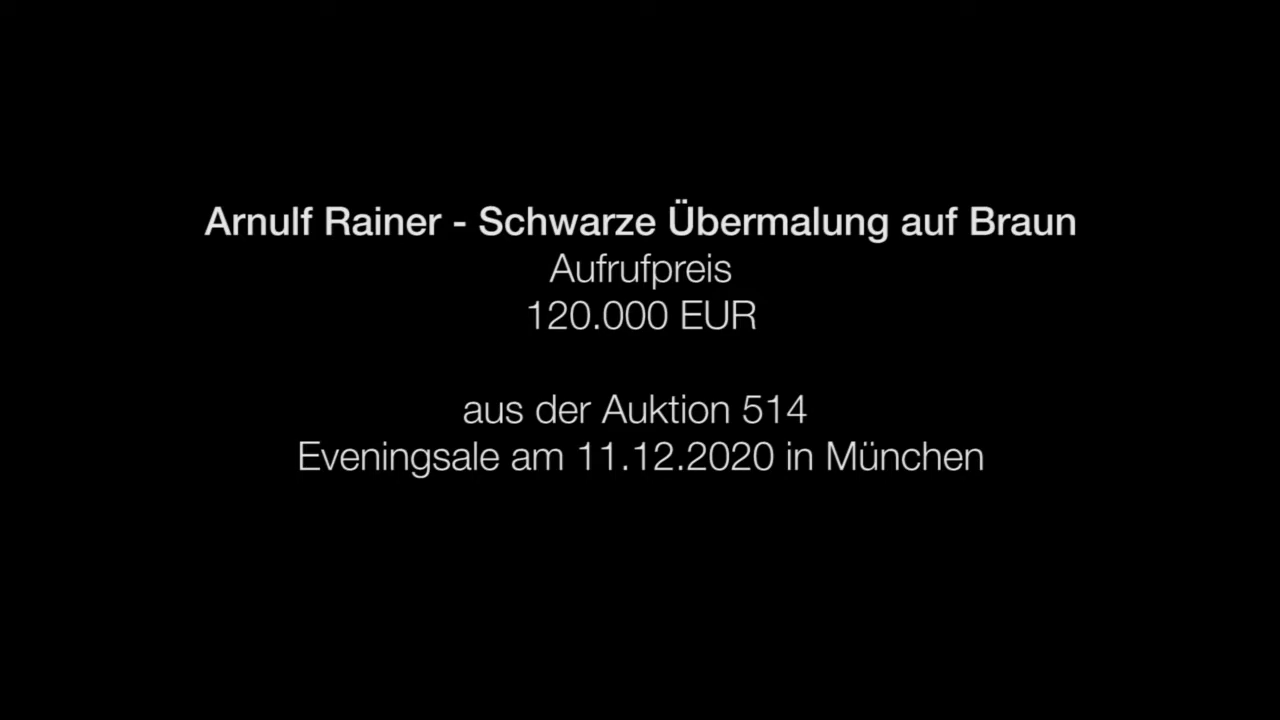 Arnulf Rainer - Schwarze Übermalung auf Braun
Aufrufpreis
120.000 EUR
aus der Auktion 514
Eveningsale am 11.12.2020 in München